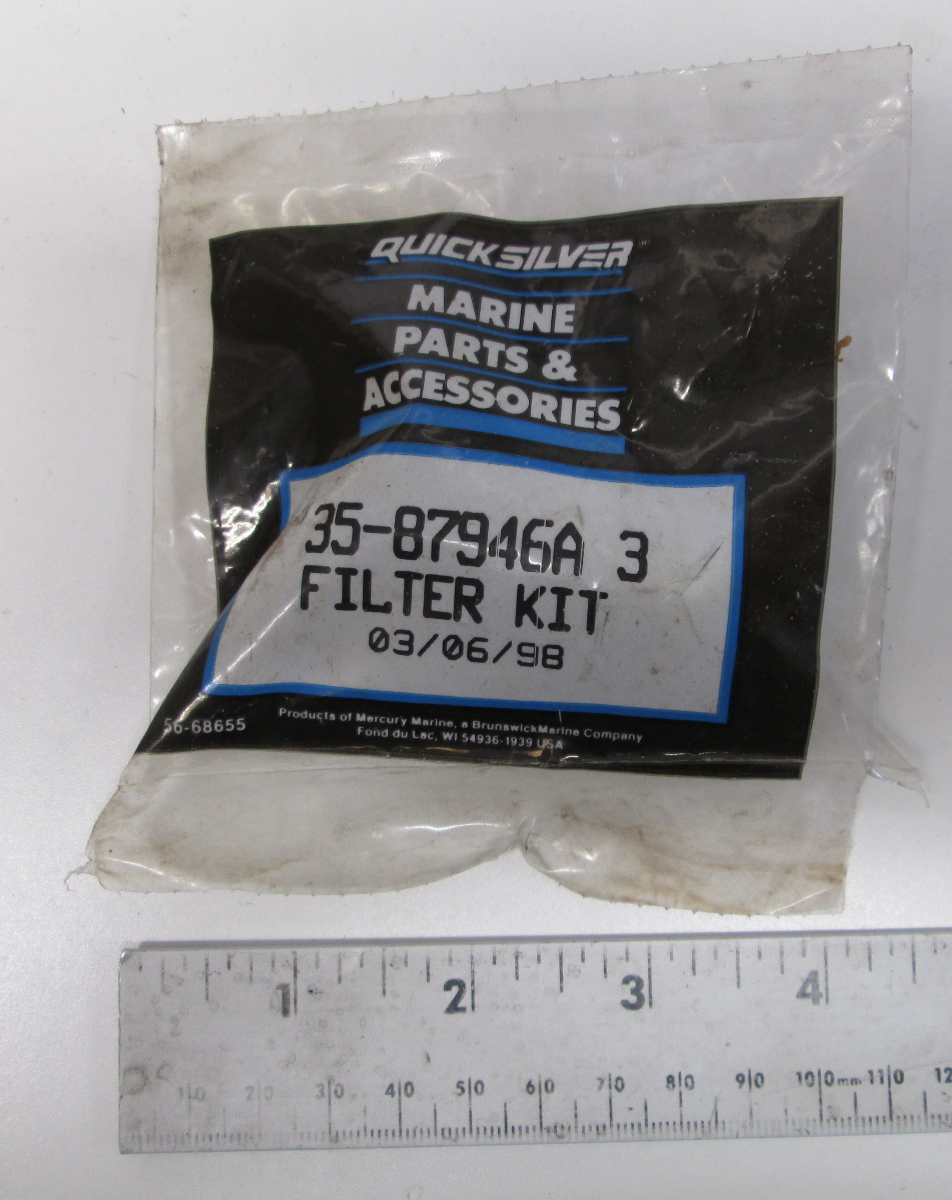 QUICKSILVER
MARINE
PARTS &
ACCESSORIES
35-87946A 3
FILTER KIT
03/06/98
56-68655
Products of Mercury Marine, a BrunswickMarine Company
Fond du Lac, WI 54936-1939 USA
1 2 3 4
10 20 30 40 50 60 70 80 90 100mm 110 12